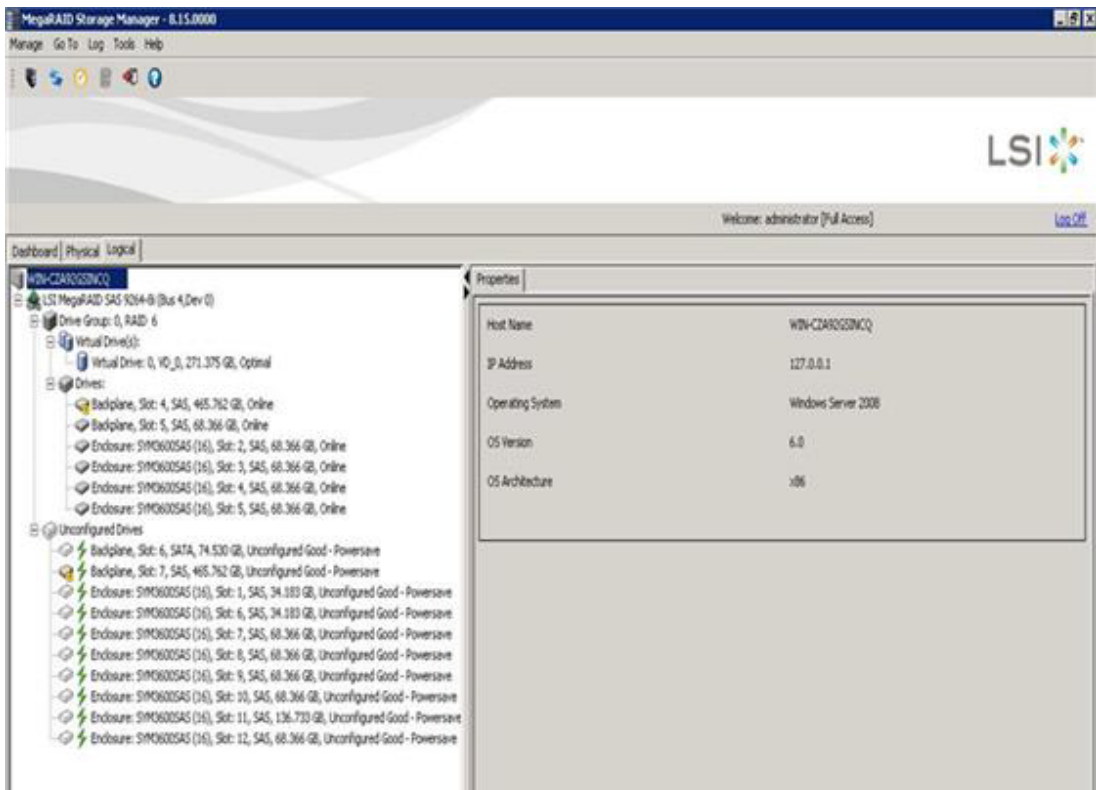 MegaRAID Storage Manager - 8.15.0000
Manage Go To Log Tools Help
LSI
Welcome: administrator [Full Access] Log Off
Dashboard Physical Logical
WIN-CZA92GSINCQ
LSI MegaRAID SAS 9264-8i (Bus 4,Dev 0)
Drive Group: 0, RAID 6
Virtual Drive(s):
Virtual Drive: 0, VD_0, 271.375 GB, Optimal
Drives:
Backplane, Slot: 4, SAS, 465.762 GB, Online
Backplane, Slot: 5, SAS, 68.366 GB, Online
Enclosure: SYM3600SAS (16), Slot: 2, SAS, 68.366 GB, Online
Enclosure: SYM3600SAS (16), Slot: 3, SAS, 68.366 GB, Online
Enclosure: SYM3600SAS (16), Slot: 4, SAS, 68.366 GB, Online
Enclosure: SYM3600SAS (16), Slot: 5, SAS, 68.366 GB, Online
Unconfigured Drives
Backplane, Slot: 6, SATA, 74.530 GB, Unconfigured Good - Powersave
Backplane, Slot: 7, SAS, 465.762 GB, Unconfigured Good - Powersave
Enclosure: SYM3600SAS (16), Slot: 1, SAS, 34.183 GB, Unconfigured Good - Powersave
Enclosure: SYM3600SAS (16), Slot: 6, SAS, 34.183 GB, Unconfigured Good - Powersave
Enclosure: SYM3600SAS (16), Slot: 7, SAS, 68.366 GB, Unconfigured Good - Powersave
Enclosure: SYM3600SAS (16), Slot: 8, SAS, 68.366 GB, Unconfigured Good - Powersave
Enclosure: SYM3600SAS (16), Slot: 9, SAS, 68.366 GB, Unconfigured Good - Powersave
Enclosure: SYM3600SAS (16), Slot: 10, SAS, 68.366 GB, Unconfigured Good - Powersave
Enclosure: SYM3600SAS (16), Slot: 11, SAS, 136.733 GB, Unconfigured Good - Powersave
Enclosure: SYM3600SAS (16), Slot: 12, SAS, 68.366 GB, Unconfigured Good - Powersave
Properties
Host Name WIN-CZA92GSINCQ
IP Address 127.0.0.1
Operating System Windows Server 2008
OS Version 6.0
OS Architecture x86